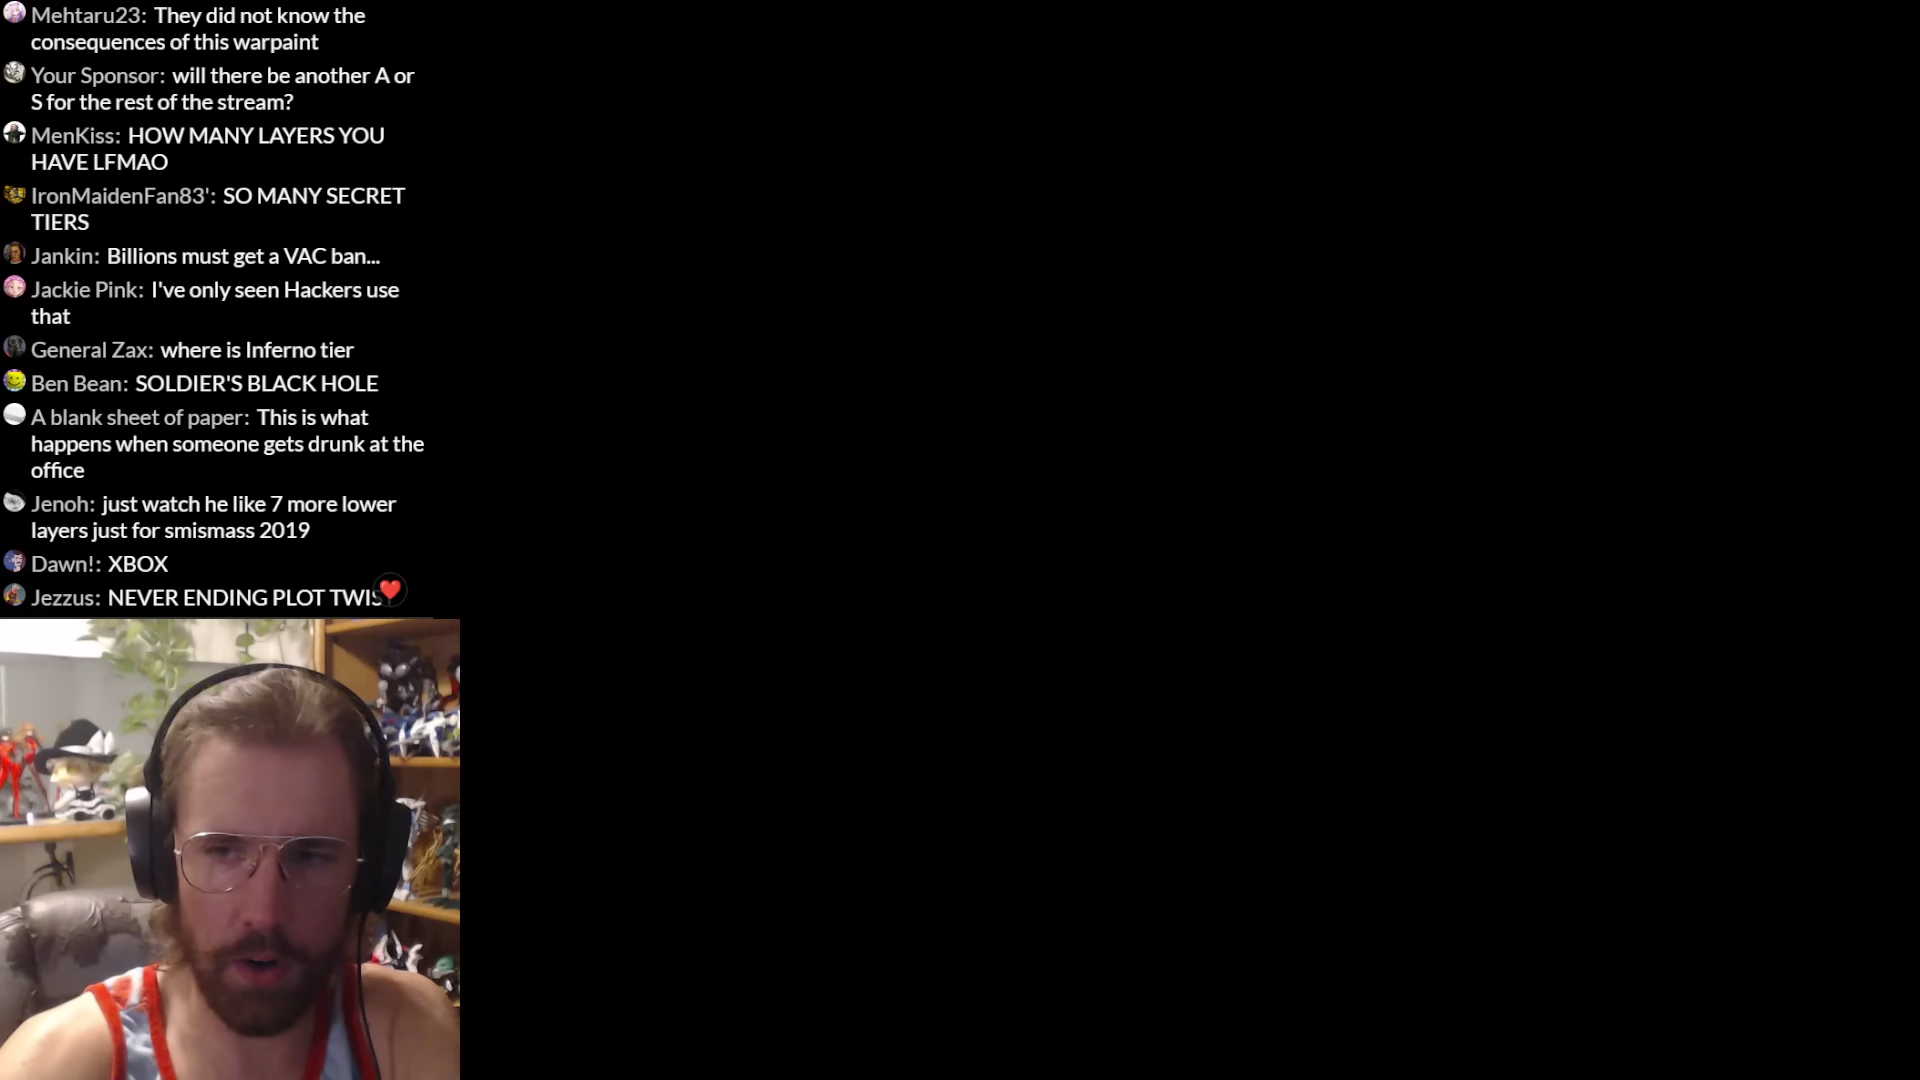 Mehtaru23: They did not know the
consequences of this warpaint
Your Sponsor: will there be another A or
S for the rest of the stream?
MenKiss: HOW MANY LAYERS YOU
HAVE LFMAO
IronMaidenFan83': SO MANY SECRET
TIERS
Jankin: Billions must get a VAC ban...
Jackie Pink: I've only seen Hackers use
that
General Zax: where is Inferno tier
Ben Bean: SOLDIER'S BLACK HOLE
A blank sheet of paper: This is what
happens when someone gets drunk at the
office
Jenoh: just watch he like 7 more lower
layers just for smismass 2019
Dawn!: XBOX
Jezzus: NEVER ENDING PLOT TWIST